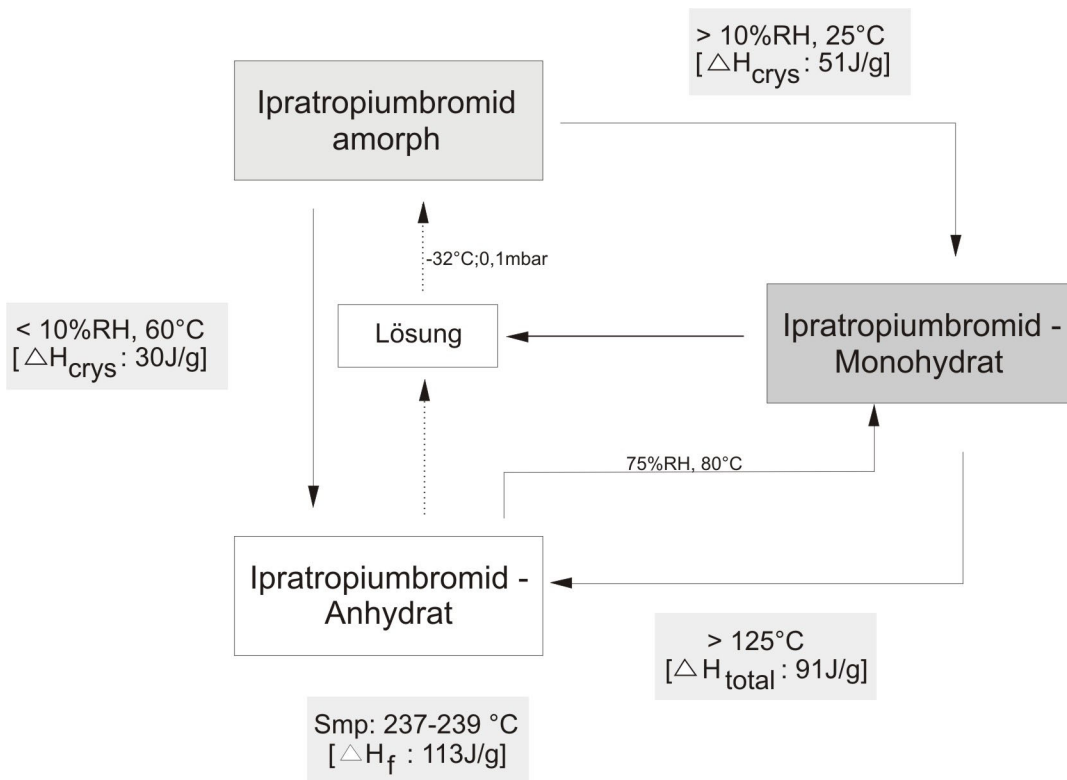 > 10%RH, 25°C
[ △H crys : 51J/g]
Ipratropiumbromid
amorph
-32°C;0,1mbar
< 10%RH, 60°C
[ △H crys : 30J/g]
Lösung
Ipratropiumbromid -
Monohydrat
75%RH, 80°C
Ipratropiumbromid -
Anhydrat
> 125°C
[ △ H total : 91J/g]
Smp: 237-239 °C
[ △H f : 113J/g]